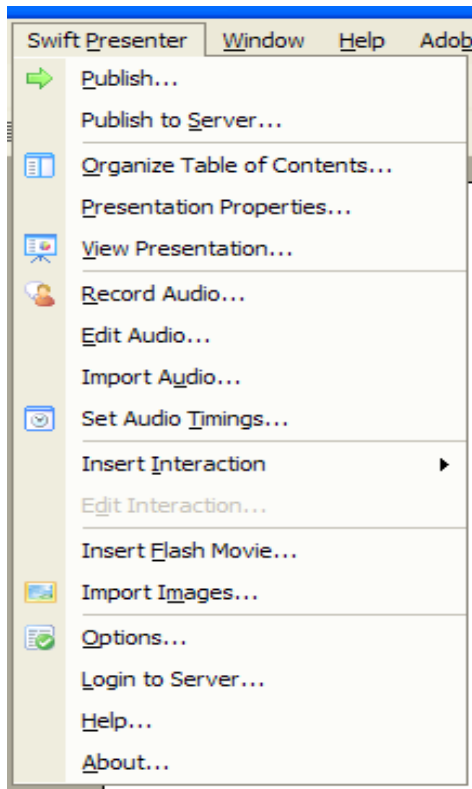 Swift Presenter Window Help Adob
Publish...
Publish to Server...
Organize Table of Contents...
Presentation Properties...
View Presentation...
Record Audio...
Edit Audio...
Import Audio...
Set Audio Timings...
Insert Interaction
Edit Interaction...
Insert Flash Movie...
Import Images...
Options...
Login to Server...
Help...
About...